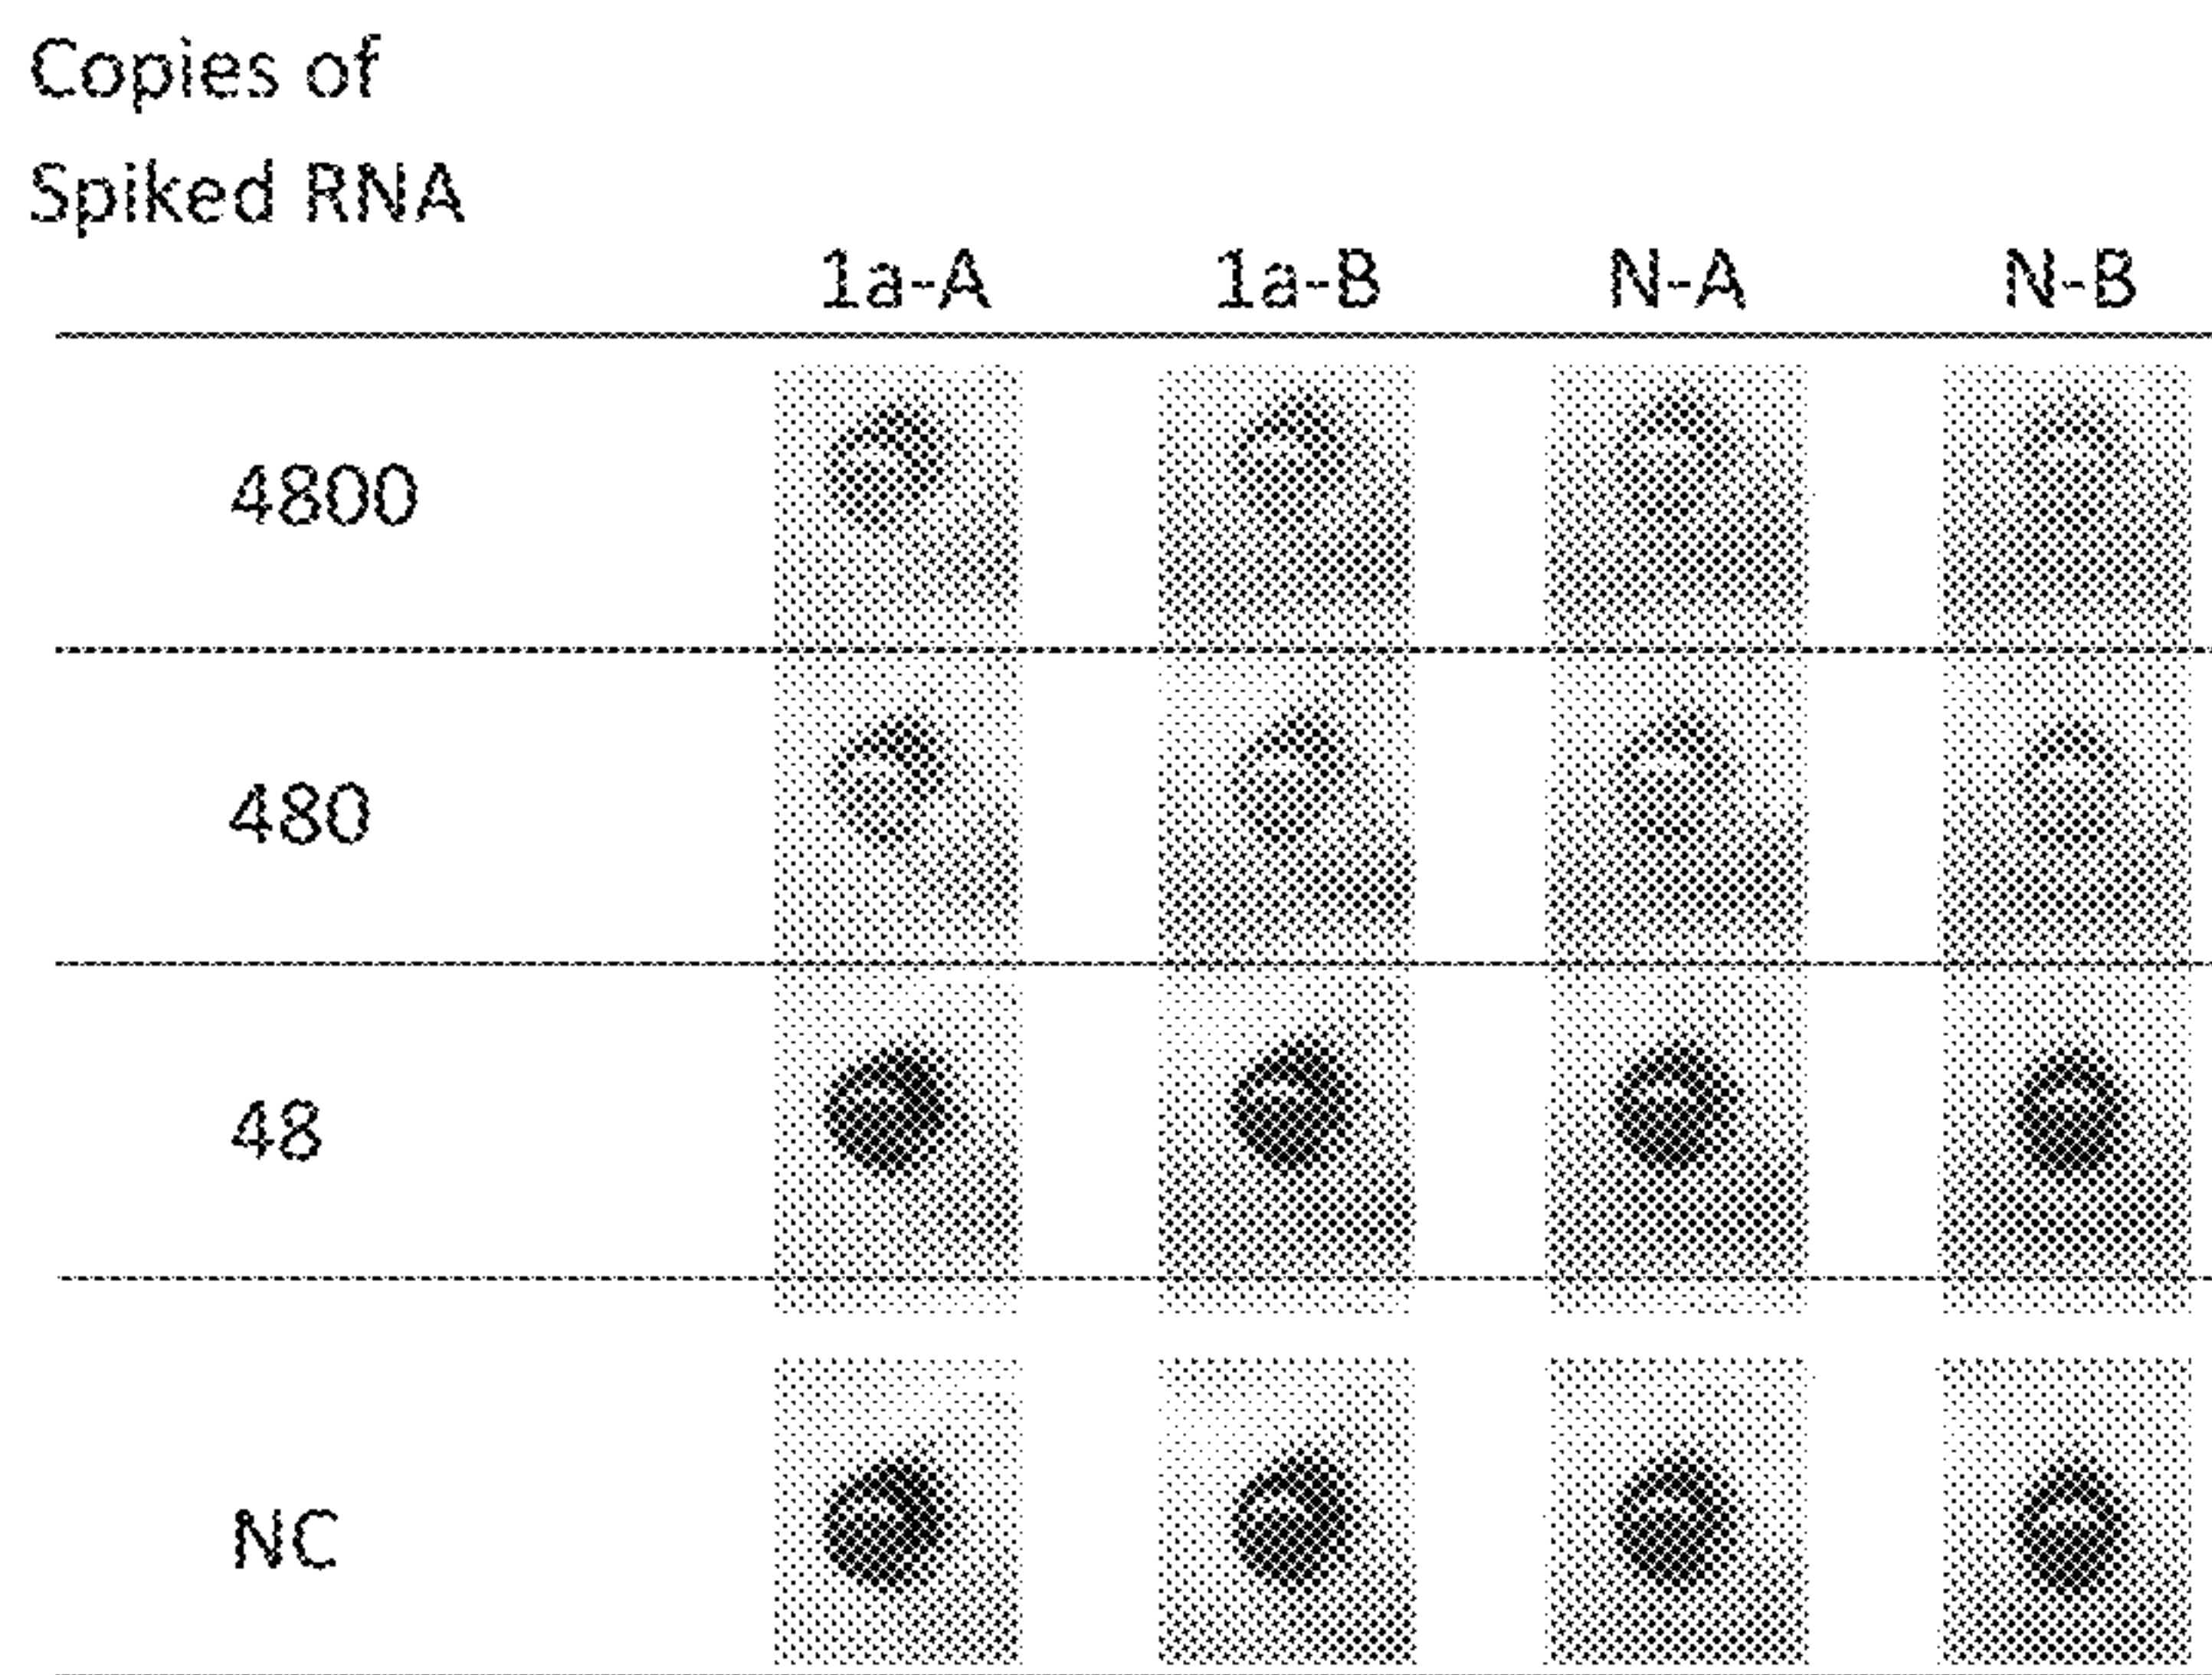 Copies of
Spiked RNA
1a-A 1a-B N-A N-B
4800
480
48
NC